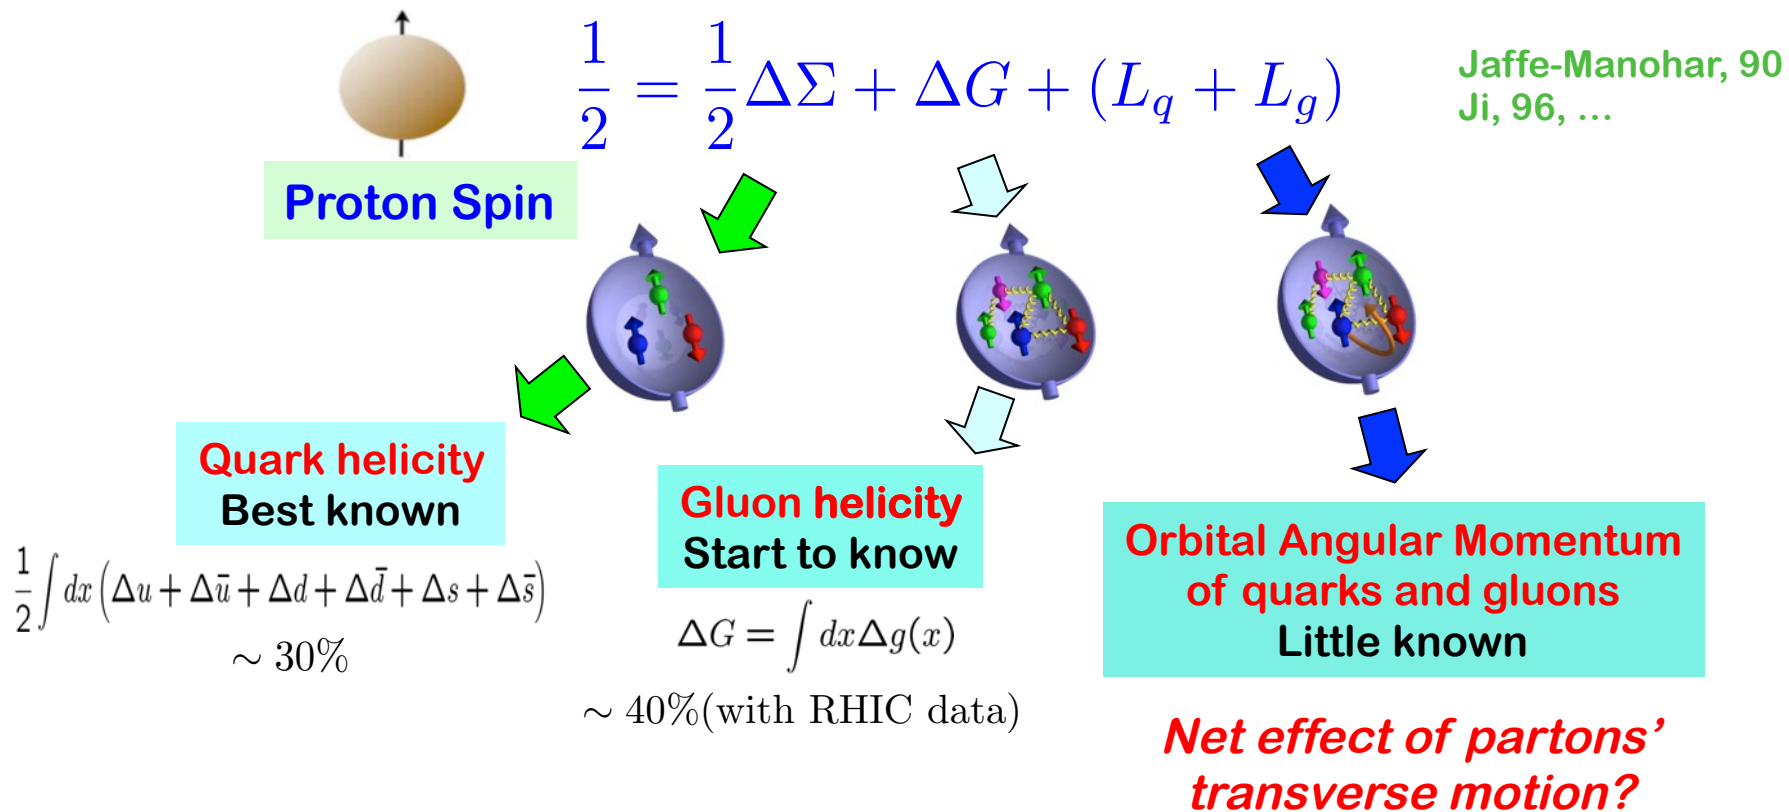 1/2 = 1/2 ΔΣ + ΔG + (L_q + L_g)
Jaffe-Manohar, 90
Ji, 96, ...
Proton Spin
Quark helicity
Best known
1/2 ∫ dx (Δu + Δū + Δd + Δd̄ + Δs + Δs̄)
∼ 30%
Gluon helicity
Start to know
ΔG = ∫ dxΔg(x)
∼ 40%(with RHIC data)
Orbital Angular Momentum
of quarks and gluons
Little known
Net effect of partons’
transverse motion?